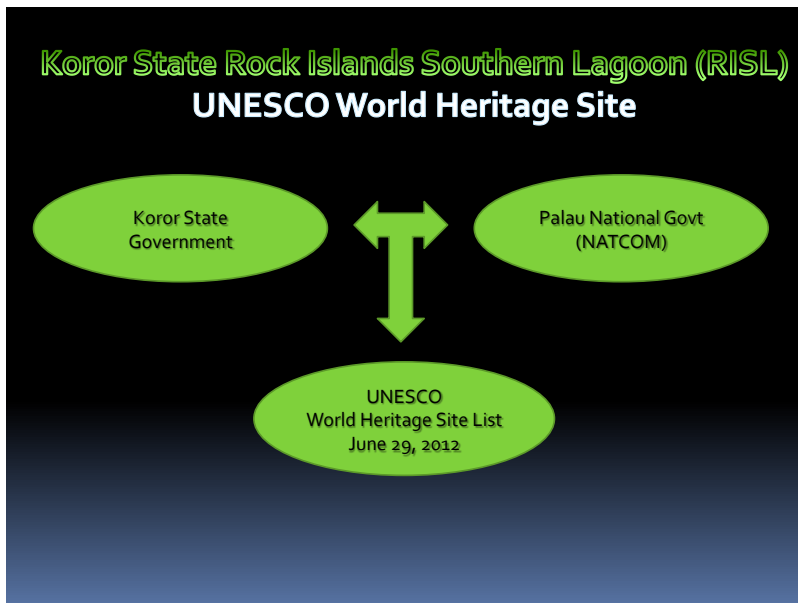 Koror State Rock Islands Southern Lagoon (RISL)
UNESCO World Heritage Site
Koror State
Government
Palau National Govt
(NATCOM)
UNESCO
World Heritage Site List
June 29, 2012